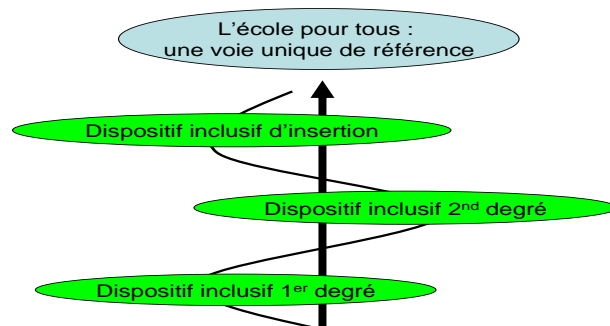 L'école pour tous :
une voie unique de référence
Dispositif inclusif d'insertion
Dispositif inclusif 2nd degré
Dispositif inclusif 1er degré